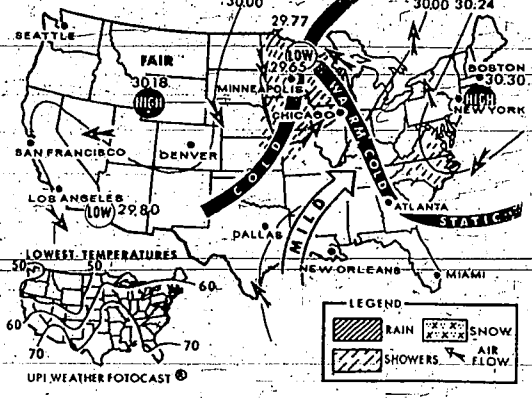 30.00
30.00 30.24
29.77
SEATTLE
FAIR
LOW
29.65
MINNEAPOLIS
30.18
HIGH
BOSTON
30.30
HIGH
NEW YORK
CHICAGO
WARM
COLD
SAN FRANCISCO
DENVER
COLD
LOS ANGELES
LOW 29.80
ATLANTA
STATIC
DALLAS
MILD
NEW ORLEANS
MIAMI
LOWEST TEMPERATURES
50 50
60
60
70
70
LEGEND
RAIN
SNOW
SHOWERS
AIR FLOW
UPI WEATHER FOTOCAST ®